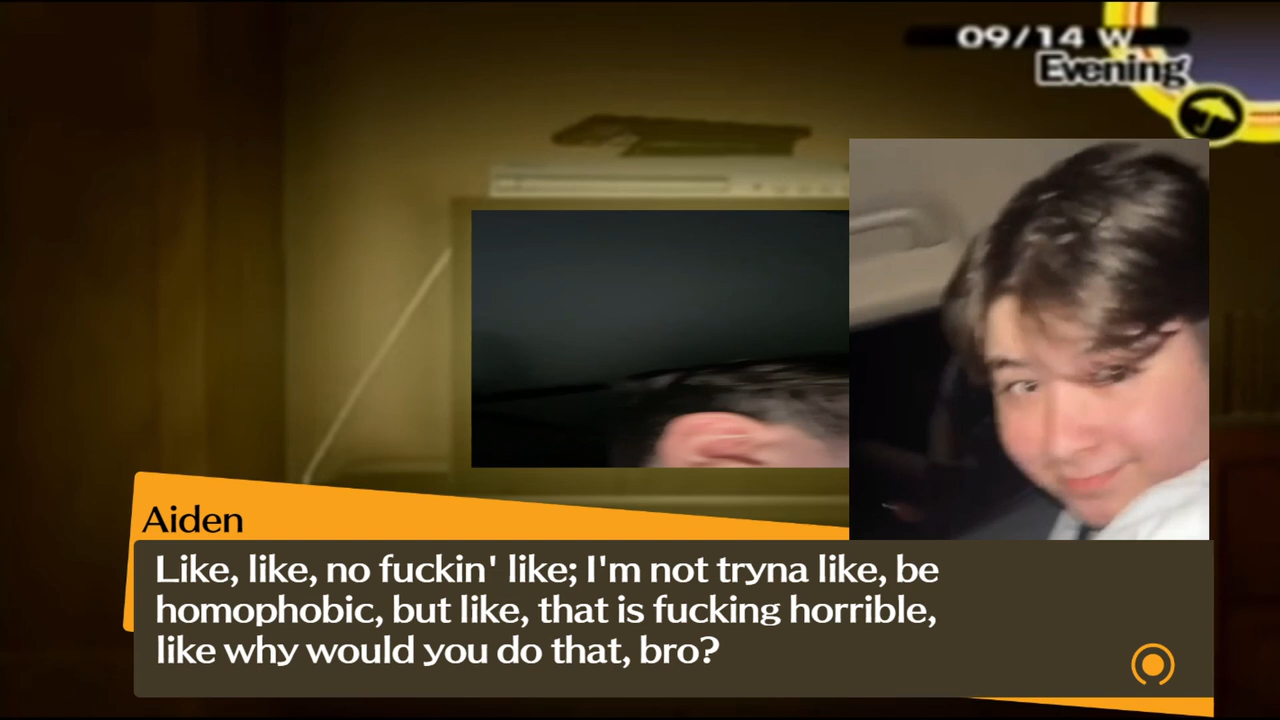 09/14 W
Evening
Aiden
Like, like, no fuckin' like; I'm not tryna like, be
homophobic, but like, that is fucking horrible,
like why would you do that, bro?